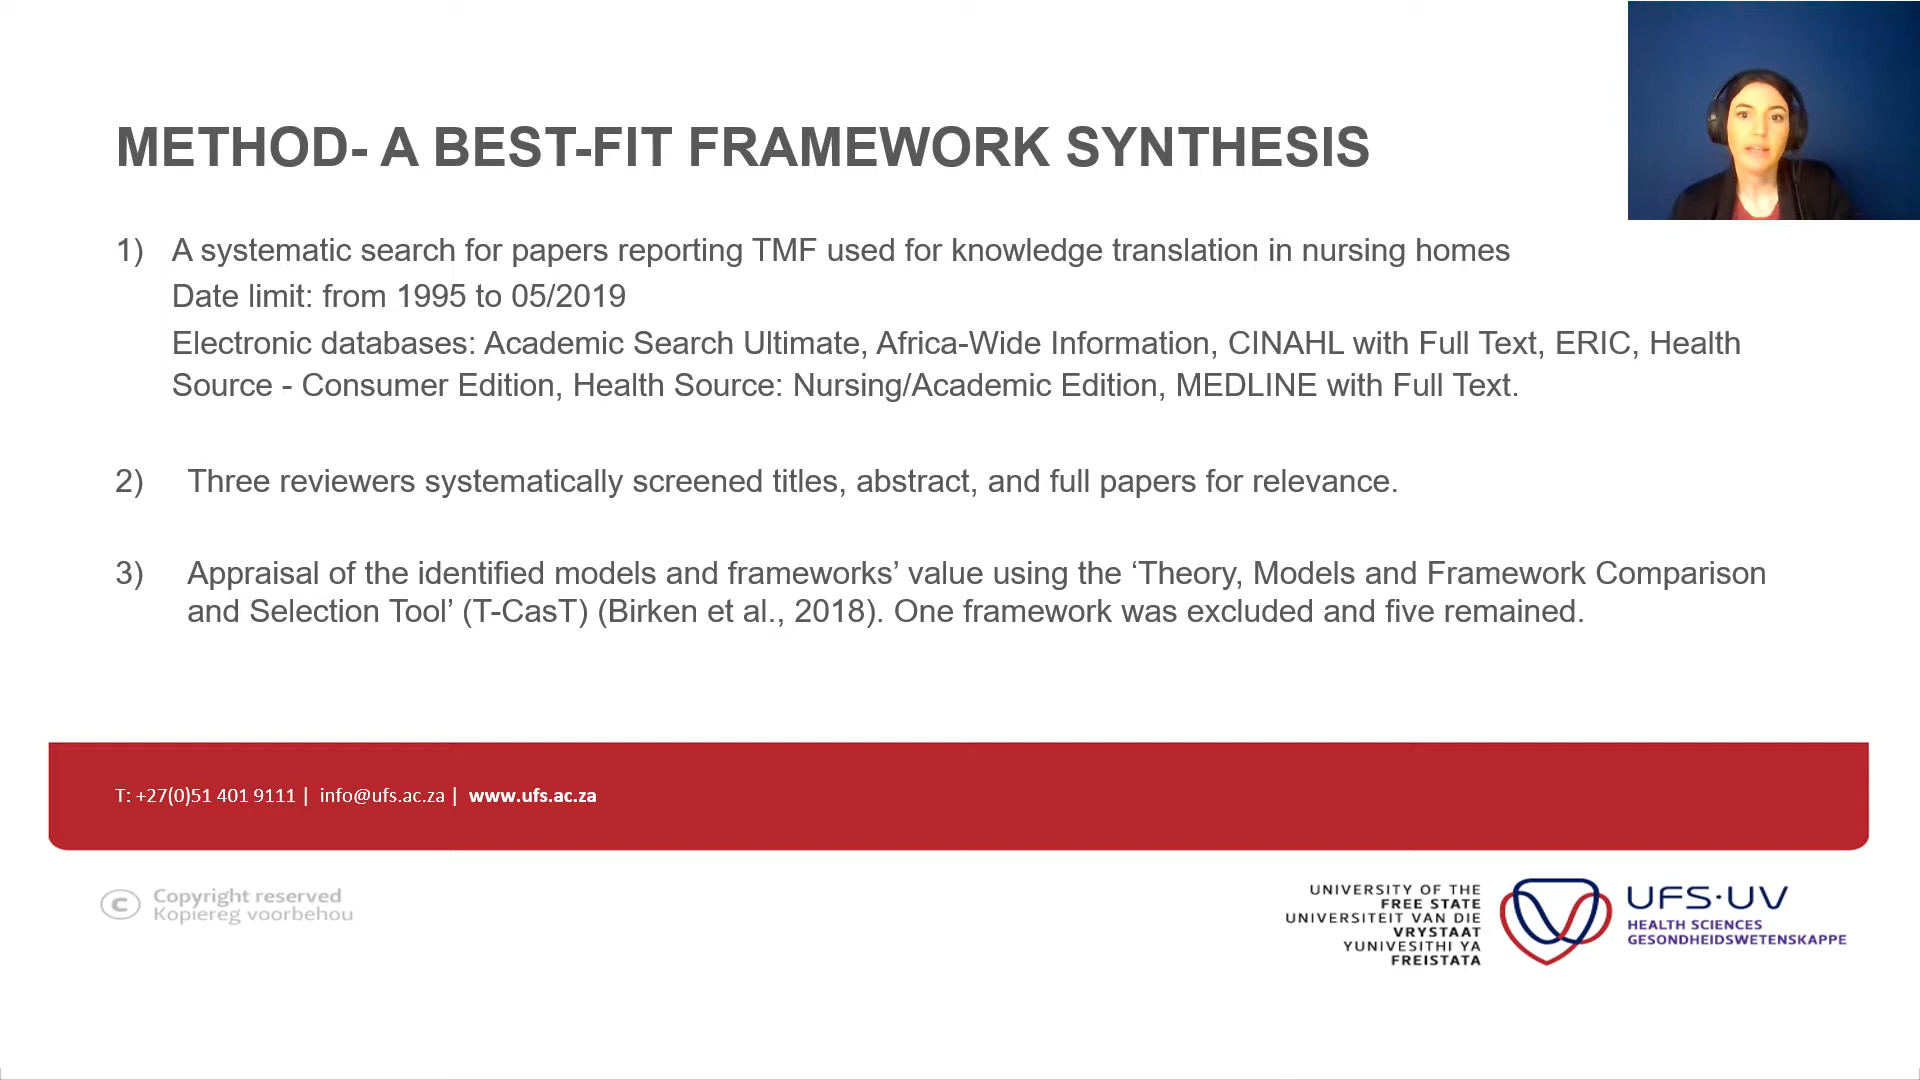 METHOD- A BEST-FIT FRAMEWORK SYNTHESIS
1) A systematic search for papers reporting TMF used for knowledge translation in nursing homes
Date limit: from 1995 to 05/2019
Electronic databases: Academic Search Ultimate, Africa-Wide Information, CINAHL with Full Text, ERIC, Health
Source - Consumer Edition, Health Source: Nursing/Academic Edition, MEDLINE with Full Text.
2) Three reviewers systematically screened titles, abstract, and full papers for relevance.
3) Appraisal of the identified models and frameworks’ value using the ‘Theory, Models and Framework Comparison
and Selection Tool’ (T-CasT) (Birken et al., 2018). One framework was excluded and five remained.
T: +27(0)51 401 9111 | info@ufs.ac.za | www.ufs.ac.za
C Copyright reserved
Kopiereg voorbehou
UNIVERSITY OF THE
FREE STATE
UNIVERSITEIT VAN DIE
VRYSTAAT
YUNIVESITHI YA
FREISTATA
UFS·UV
HEALTH SCIENCES
GESONDHEIDSWETENSKAPPE